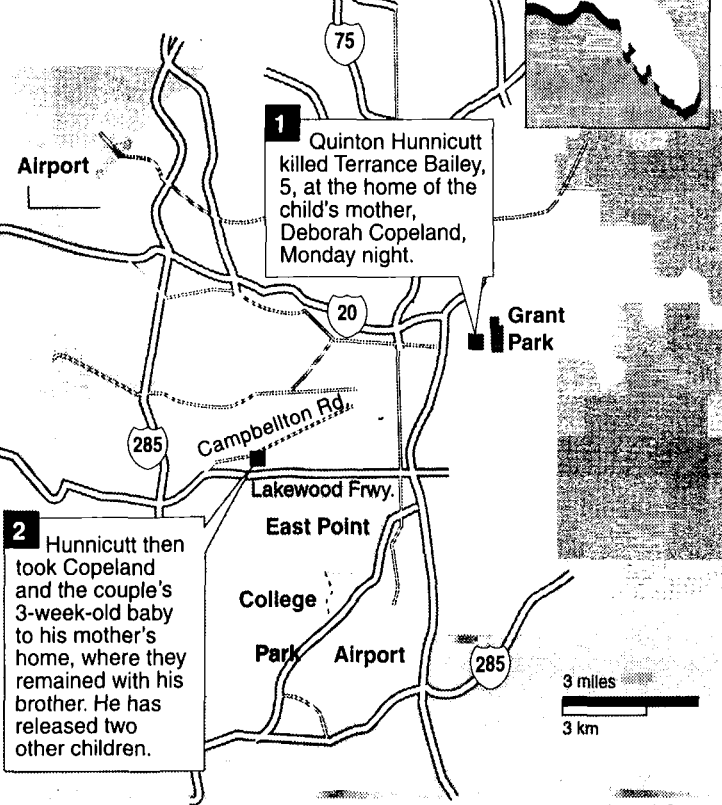 75
1
Quinton Hunnicutt
killed Terrance Bailey,
5, at the home of the
child's mother,
Deborah Copeland,
Monday night.
Airport
20
Grant
Park
285
Campbellton Rd.
Lakewood Frwy.
East Point
2
Hunnicutt then
took Copeland
and the couple's
3-week-old baby
to his mother's
home, where they
remained with his
brother. He has
released two
other children.
College
Park
Airport
285
3 miles
3 km